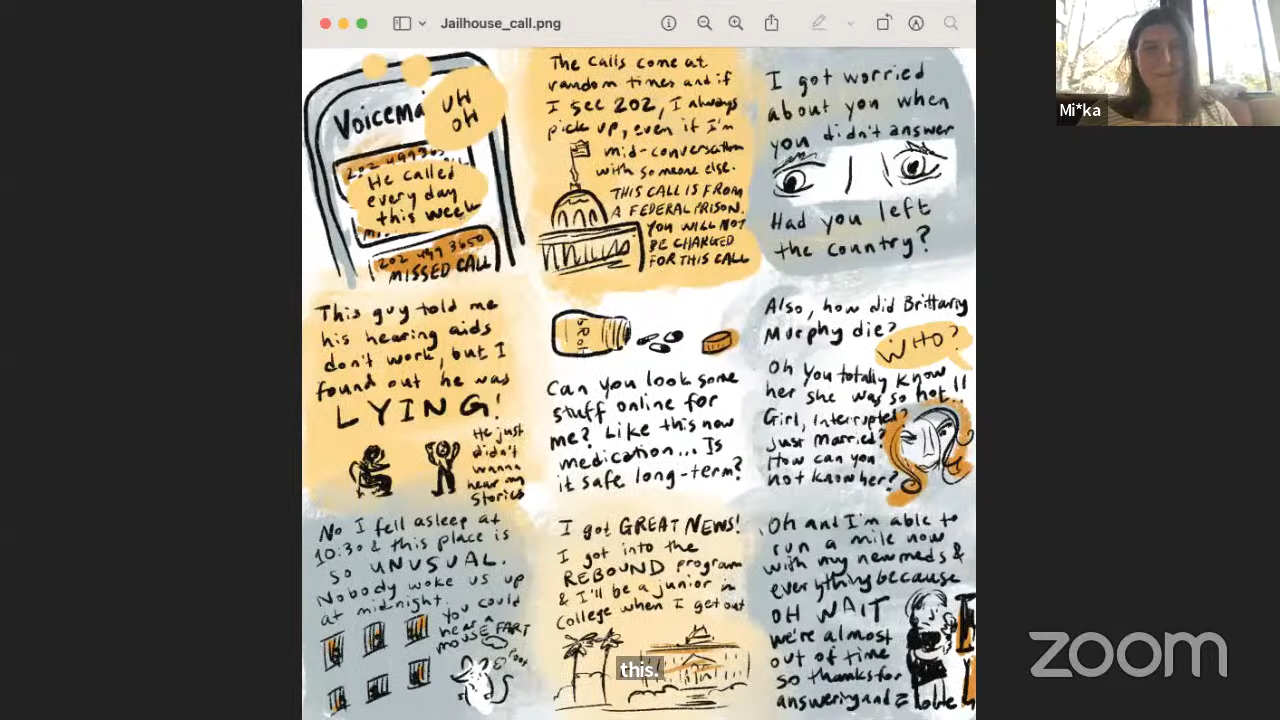 Jailhouse_call.png
Mi*ka
VOICEMA
UH
OH
202 499 36
He called
every day
this week
202 499 3650
MISSED CALL
The calls come at
random times and if
I SEE 202, I always
pick up, even if I'm
mid-conversation
with someone else.
THIS CALL IS FROM
A FEDERAL PRISON.
YOU WILL NOT
BE CHARGED
FOR THIS CALL
I got worried
about you when
you didn't answer
Had you left
the country?
This guy told me
his hearing aids
don't work, but I
found out he was
LYING!
He just
didn't
wanna
hear my
stories
Can you look some
stuff online for
me? Like this new
medication... Is
it safe long-term?
Also, how did Brittany
Murphy die?
WHO?
Oh you totally know
her she was so hot!!
Girl, Interrupted?
Just Married?
How can you
not know her?
No I fell asleep at
10:30 & this place is
so UNUSUAL.
Nobody woke us up
at midnight.
You could
hear a
mouse FART
Poof
I got GREAT NEWS!
I got into the
REBOUND program
& I'll be a junior in
college when I get out
Oh and I'm able to
run a mile now
with my new meds &
everything because
OH WAIT
we're almost
out of time
so thanks for
answering and I love
this.
zoom